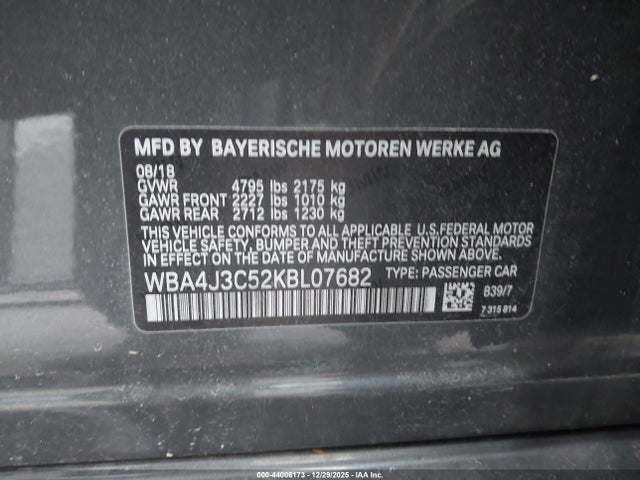 MFD BY BAYERISCHE MOTOREN WERKE AG
08/18
GVWR 4795 lbs 2175 kg
GAWR FRONT 2227 lbs 1010 kg
GAWR REAR 2712 lbs 1230 kg
THIS VEHICLE CONFORMS TO ALL APPLICABLE U.S.FEDERAL MOTOR
VEHICLE SAFETY, BUMPER AND THEFT PREVENTION STANDARDS
IN EFFECT ON THE DATE OF MANUFACTURE SHOWN ABOVE.
WBA4J3C52KBL07682 TYPE: PASSENGER CAR
B39/7
7 315 814
000-44006173 - 12/29/2025 - IAA Inc.